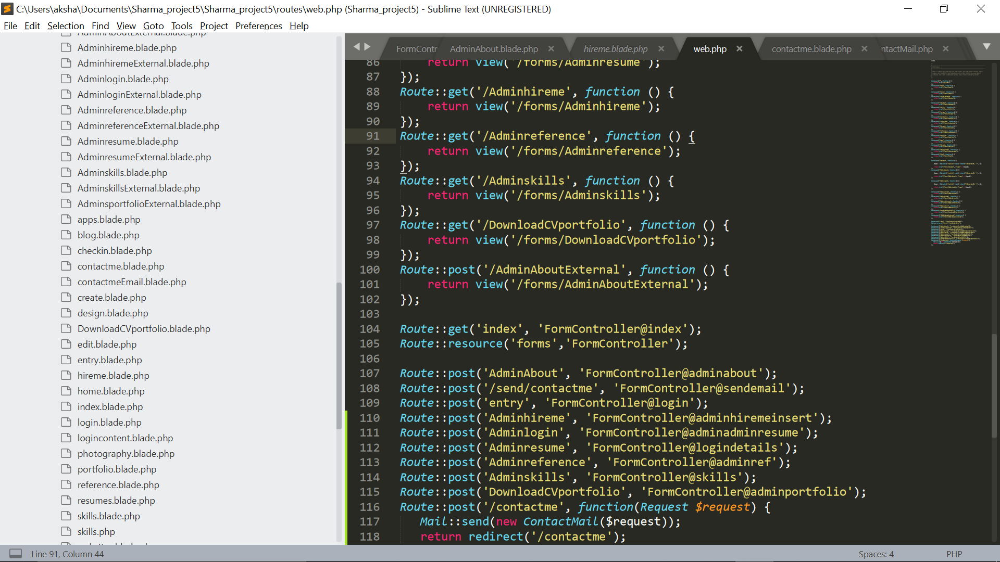 C:\Users\aksha\Documents\Sharma_project5\Sharma_project5\routes\web.php (Sharma_project5) - Sublime Text (UNREGISTERED)
File Edit Selection Find View Goto Tools Project Preferences Help
AdminAboutExternal.blade.php
Adminhireme.blade.php
AdminhiremeExternal.blade.php
Adminlogin.blade.php
AdminloginExternal.blade.php
Adminreference.blade.php
AdminreferenceExternal.blade.php
Adminresume.blade.php
AdminresumeExternal.blade.php
Adminskills.blade.php
AdminskillsExternal.blade.php
AdminsportfolioExternal.blade.php
apps.blade.php
blog.blade.php
checkin.blade.php
contactme.blade.php
contactmeEmail.blade.php
create.blade.php
design.blade.php
DownloadCVportfolio.blade.php
edit.blade.php
entry.blade.php
hireme.blade.php
home.blade.php
index.blade.php
login.blade.php
logincontent.blade.php
photography.blade.php
portfolio.blade.php
reference.blade.php
resumes.blade.php
skills.blade.php
skills.php
FormContr AdminAbout.blade.php hireme.blade.php web.php contactme.blade.php ntactMail.php
86 return view('/forms/Adminresume');
87 });
88 Route::get('/Adminhireme', function () {
89 return view('/forms/Adminhireme');
90 });
91 Route::get('/Adminreference', function () {
92 return view('/forms/Adminreference');
93 });
94 Route::get('/Adminskills', function () {
95 return view('/forms/Adminskills');
96 });
97 Route::get('/DownloadCVportfolio', function () {
98 return view('/forms/DownloadCVportfolio');
99 });
100 Route::post('/AdminAboutExternal', function () {
101 return view('/forms/AdminAboutExternal');
102 });
103
104 Route::get('index', 'FormController@index');
105 Route::resource('forms','FormController');
106
107 Route::post('AdminAbout', 'FormController@adminabout');
108 Route::post('/send/contactme', 'FormController@sendemail');
109 Route::post('entry', 'FormController@login');
110 Route::post('Adminhireme', 'FormController@adminhiremeinsert');
111 Route::post('Adminlogin', 'FormController@adminadminresume');
112 Route::post('Adminresume', 'FormController@logindetails');
113 Route::post('Adminreference', 'FormController@adminref');
114 Route::post('Adminskills', 'FormController@skills');
115 Route::post('DownloadCVportfolio', 'FormController@adminportfolio');
116 Route::post('/contactme', function(Request $request) {
117 Mail::send(new ContactMail($request));
118 return redirect('/contactme');
Line 91, Column 44
Spaces: 4
PHP